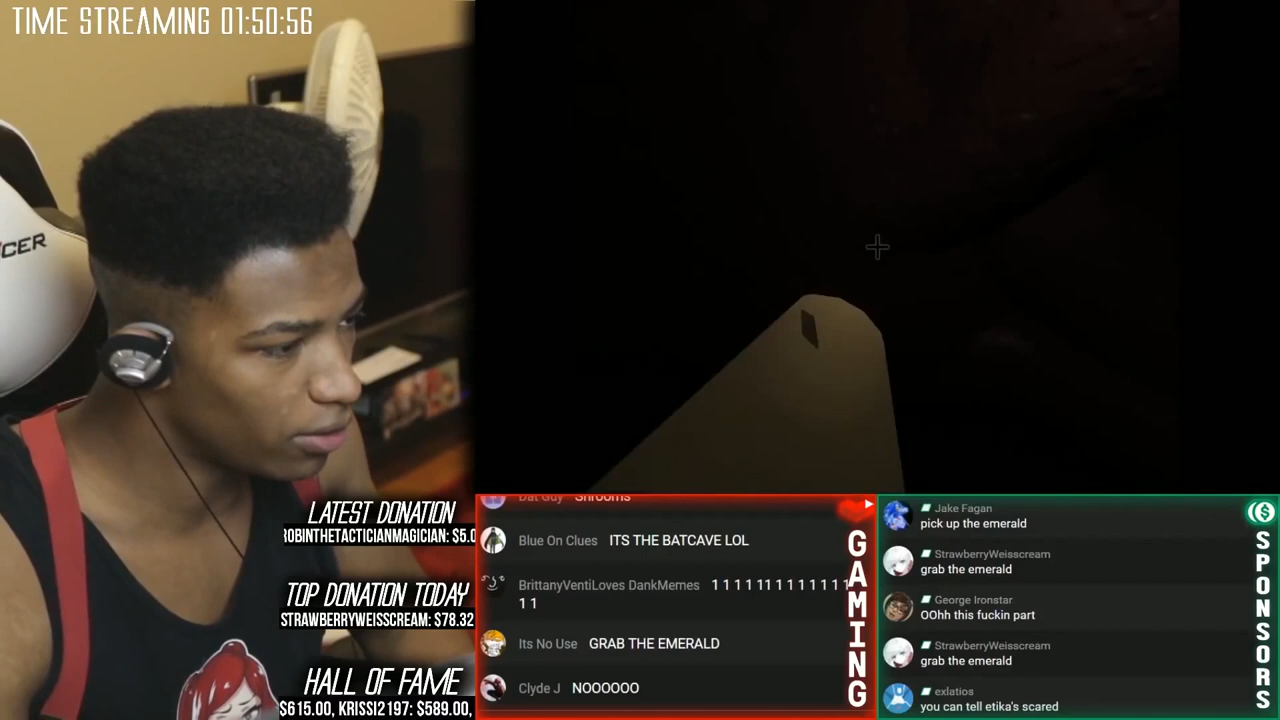 TIME STREAMING 01:50:56
CER
LATEST DONATION
ROBINTHETACTICIANMAGICIAN: $5.0
TOP DONATION TODAY
STRAWBERRYWEISSCREAM: $78.32
HALL OF FAME
$615.00, KRISSI2197: $589.00,
Dat Guy Shrooms
Blue On Clues ITS THE BATCAVE LOL
BrittanyVentiLoves DankMemes 1 1 1 1 11 1 1 1 1 1 1
1 1
Its No Use GRAB THE EMERALD
Clyde J NOOOOOO
GAMING
Jake Fagan
pick up the emerald
StrawberryWeisscream
grab the emerald
George Ironstar
OOhh this fuckin part
StrawberryWeisscream
grab the emerald
exlatios
you can tell etika's scared
SPONSORS